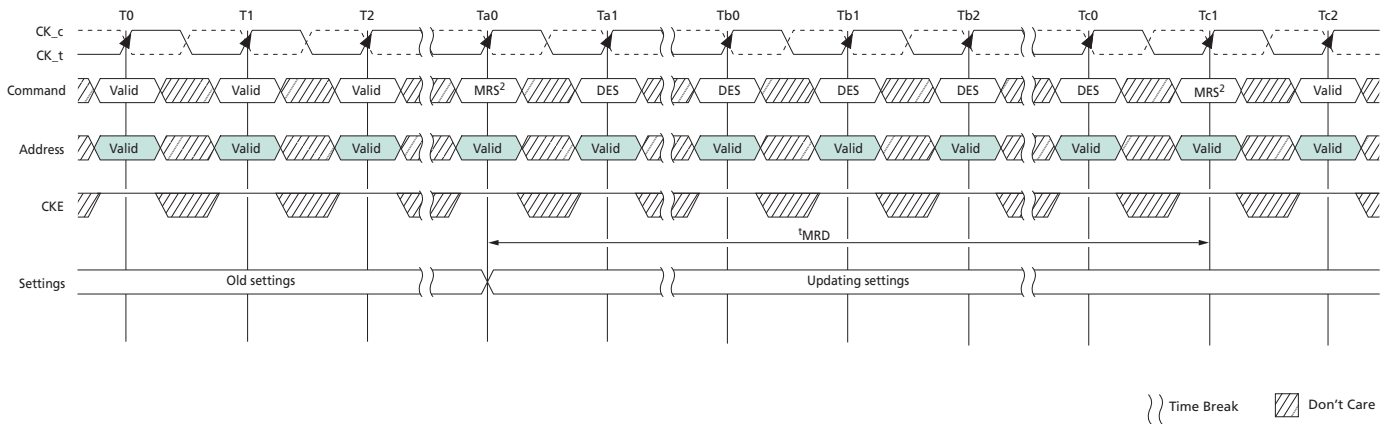 T0 T1 T2 Ta0 Ta1 Tb0 Tb1 Tb2 Tc0 Tc1 Tc2
CK_c
CK_t
Command Valid Valid Valid MRS2 DES DES DES DES DES MRS2 Valid
Address Valid Valid Valid Valid Valid Valid Valid Valid Valid Valid Valid
CKE
tMRD
Settings Old settings Updating settings
Time Break Don't Care